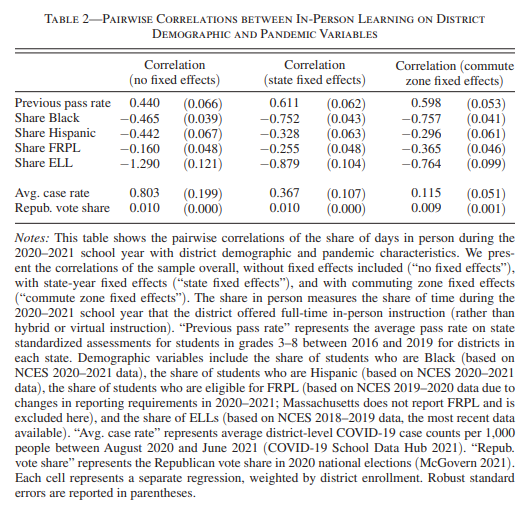 TABLE 2—PAIRWISE CORRELATIONS BETWEEN IN-PERSON LEARNING ON DISTRICT
DEMOGRAPHIC AND PANDEMIC VARIABLES
Correlation (no fixed effects) Correlation (state fixed effects) Correlation (commute zone fixed effects)
Previous pass rate 0.440 (0.066) 0.611 (0.062) 0.598 (0.053)
Share Black −0.465 (0.039) −0.752 (0.043) −0.757 (0.041)
Share Hispanic −0.442 (0.067) −0.328 (0.063) −0.296 (0.061)
Share FRPL −0.160 (0.048) −0.255 (0.048) −0.365 (0.046)
Share ELL −1.290 (0.121) −0.879 (0.104) −0.764 (0.099)
Avg. case rate 0.803 (0.199) 0.367 (0.107) 0.115 (0.051)
Repub. vote share 0.010 (0.000) 0.010 (0.000) 0.009 (0.001)
Notes: This table shows the pairwise correlations of the share of days in person during the
2020–2021 school year with district demographic and pandemic characteristics. We pres-
ent the correlations of the sample overall, without fixed effects included (“no fixed effects”),
with state-year fixed effects (“state fixed effects”), and with commuting zone fixed effects
(“commute zone fixed effects”). The share in person measures the share of time during the
2020–2021 school year that the district offered full-time in-person instruction (rather than
hybrid or virtual instruction). “Previous pass rate” represents the average pass rate on state
standardized assessments for students in grades 3–8 between 2016 and 2019 for districts in
each state. Demographic variables include the share of students who are Black (based on
NCES 2020–2021 data), the share of students who are Hispanic (based on NCES 2020–2021
data), the share of students who are eligible for FRPL (based on NCES 2019–2020 data due to
changes in reporting requirements in 2020–2021; Massachusetts does not report FRPL and is
excluded here), and the share of ELLs (based on NCES 2018–2019 data, the most recent data
available). “Avg. case rate” represents average district-level COVID-19 case counts per 1,000
people between August 2020 and June 2021 (COVID-19 School Data Hub 2021). “Repub.
vote share” represents the Republican vote share in 2020 national elections (McGovern 2021).
Each cell represents a separate regression, weighted by district enrollment. Robust standard
errors are reported in parentheses.